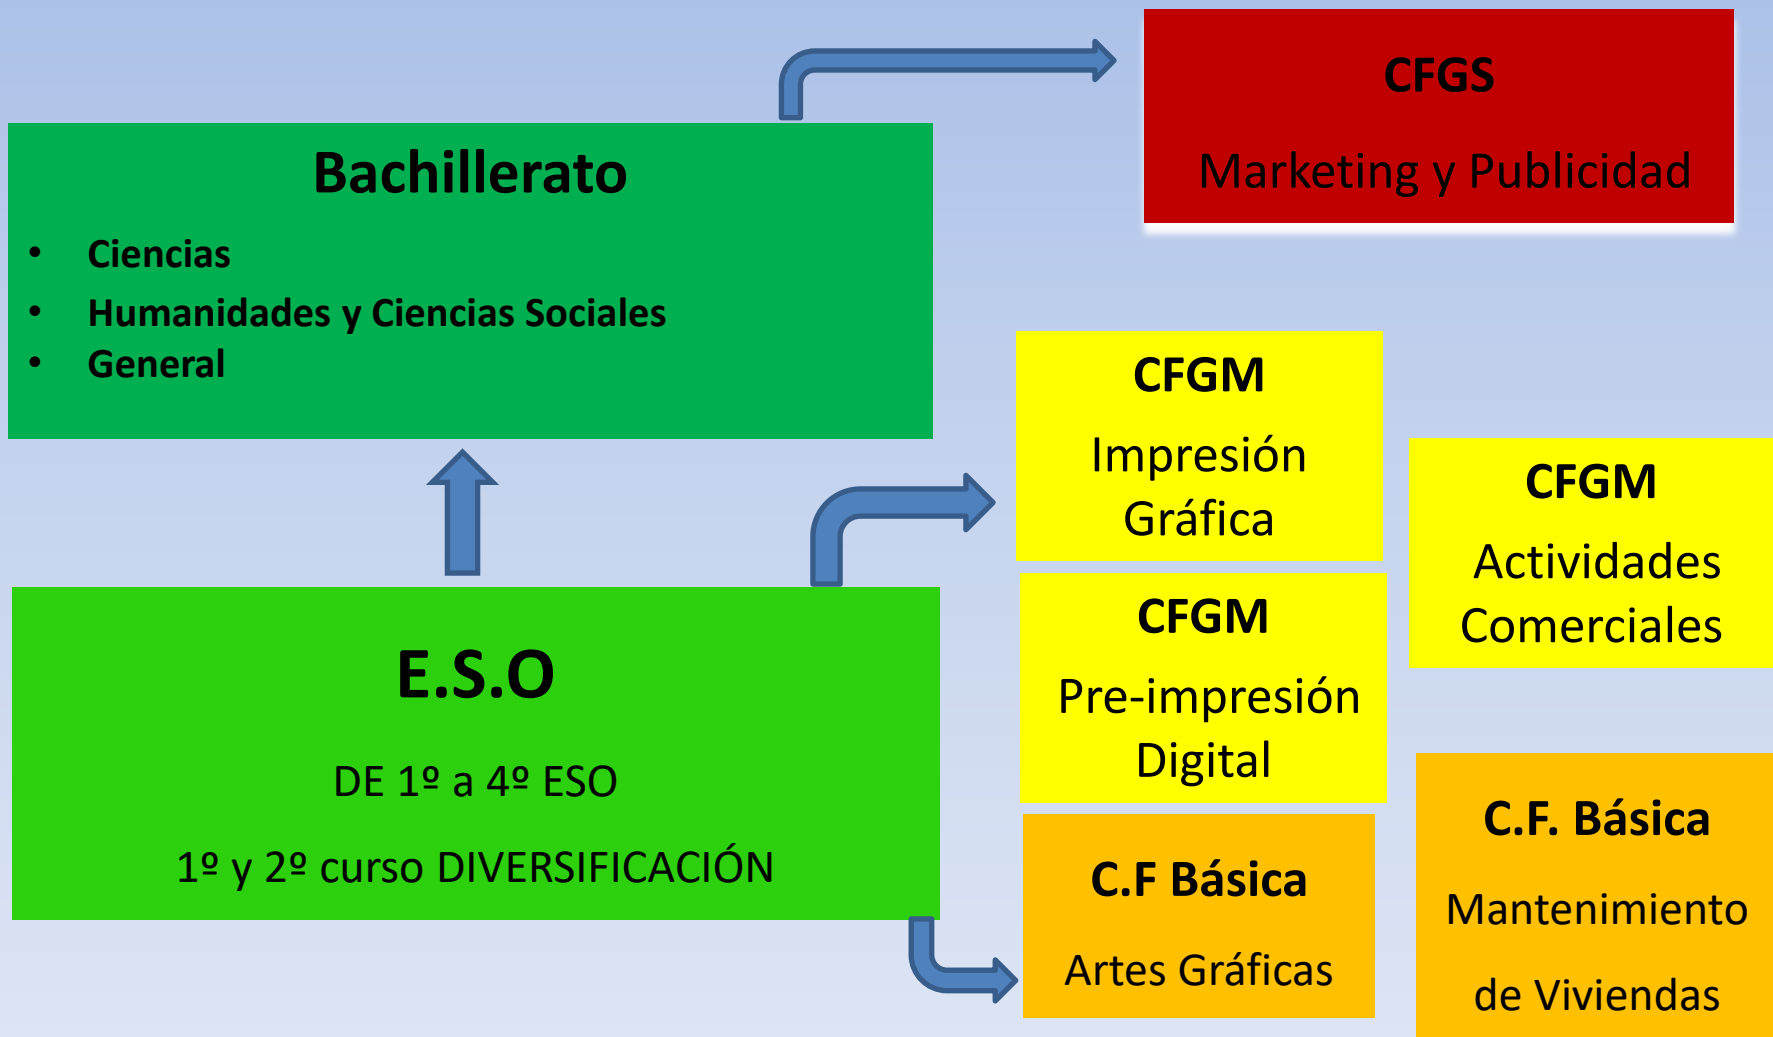 CFGS
Marketing y Publicidad
Bachillerato
• Ciencias
• Humanidades y Ciencias Sociales
• General
CFGM
Impresión
Gráfica
CFGM
Actividades
Comerciales
E.S.O
DE 1º a 4º ESO
1º y 2º curso DIVERSIFICACIÓN
CFGM
Pre-impresión
Digital
C.F Básica
Artes Gráficas
C.F. Básica
Mantenimiento
de Viviendas